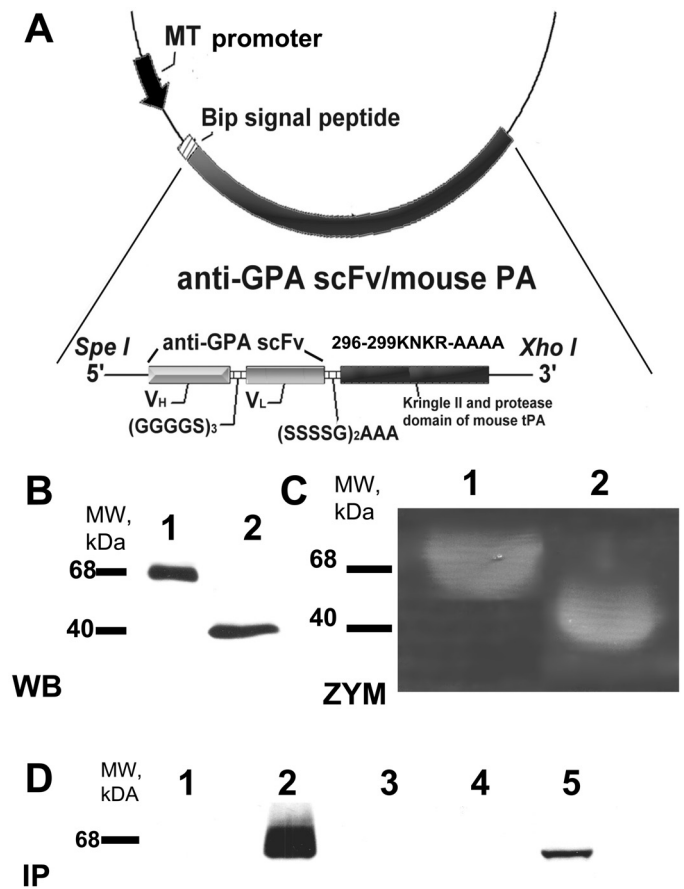 A
MT promoter
Bip signal peptide
anti-GPA scFv/mouse PA
Spe I
anti-GPA scFv
296-299KNKR-AAAA
Xho I
5'
3'
VH
VL
Kringle II and protease
domain of mouse tPA
(GGGGS)3
(SSSSG)2AAA
B
MW,
kDa
1
2
68
40
WB
C
MW,
kDa
1
2
68
40
ZYM
D
MW,
kDA
1
2
3
4
5
68
IP